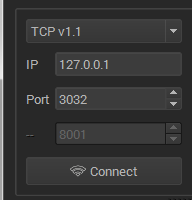 TCP v1.1
IP 127.0.0.1
Port 3032
-- 8001
Connect